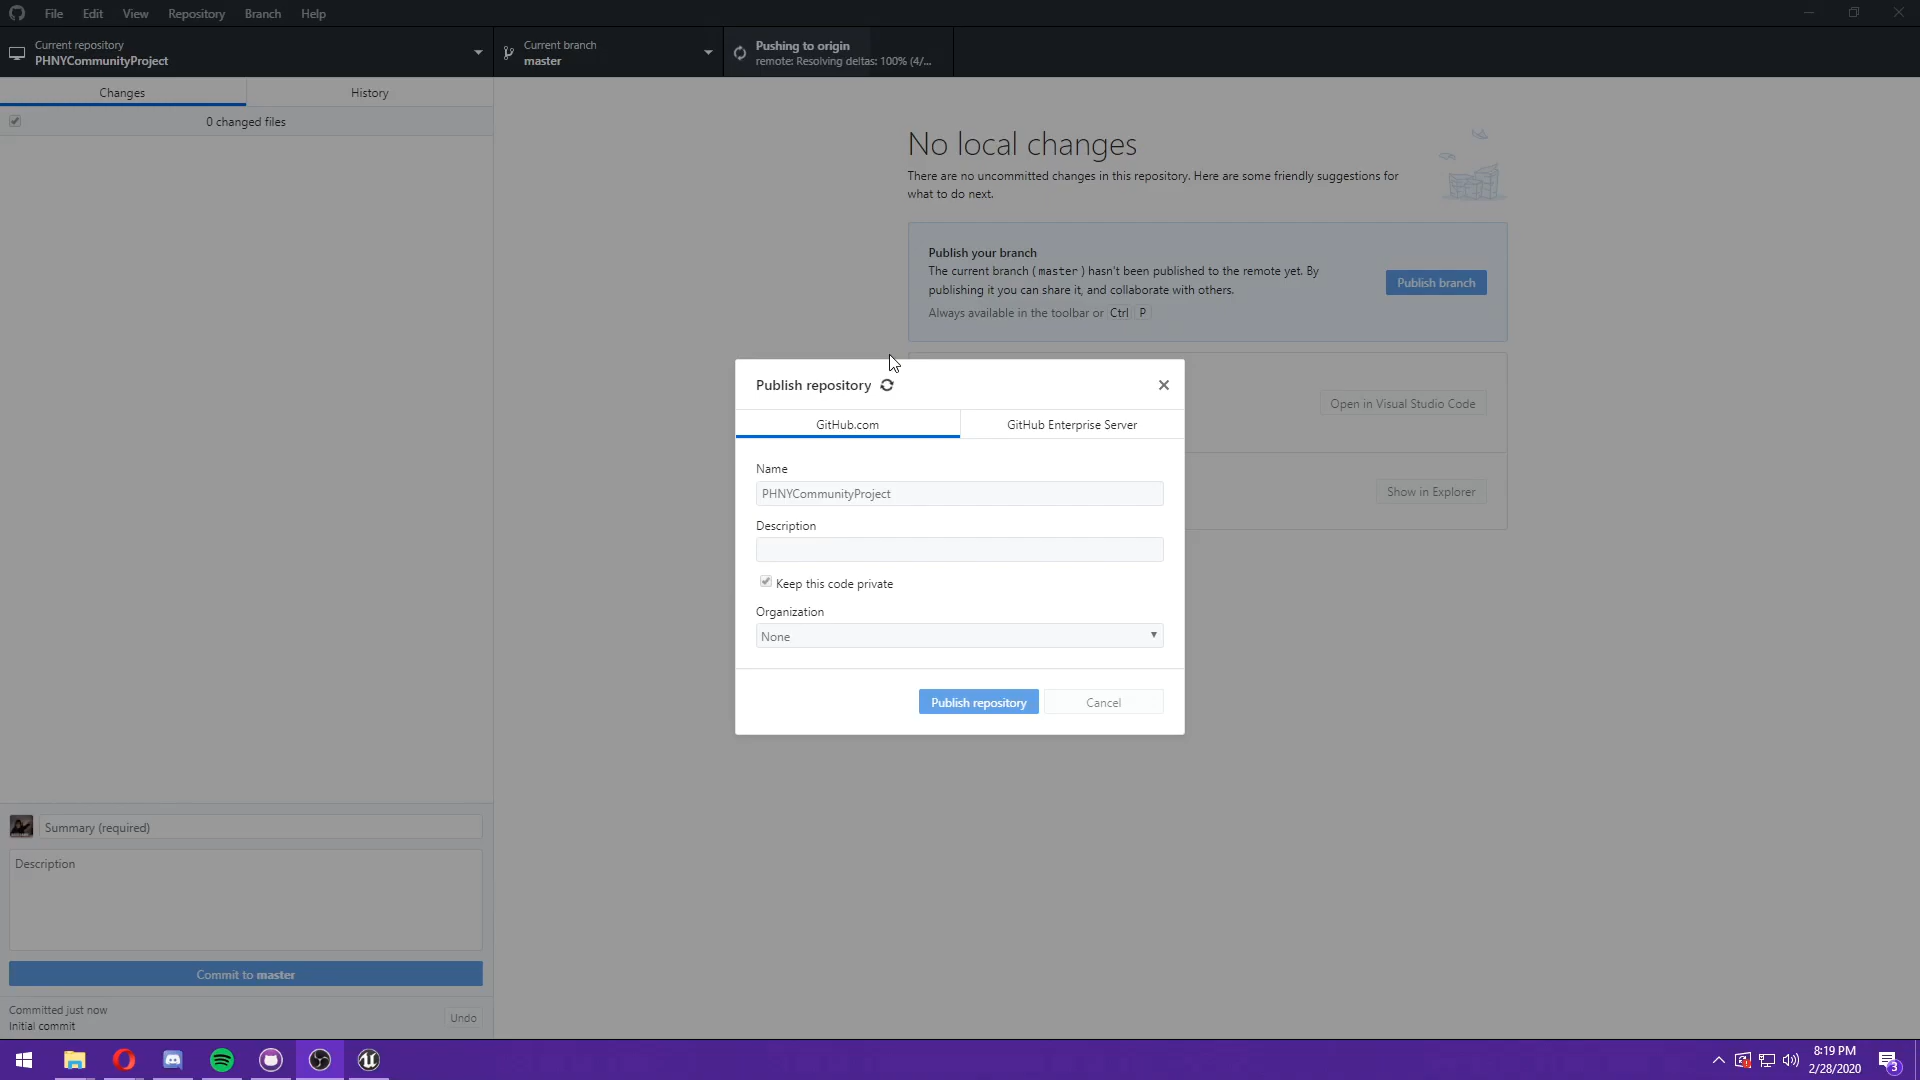 File Edit View Repository Branch Help
Current repository
PHNYCommunityProject
Current branch
master
Pushing to origin
remote: Resolving deltas: 100% (4/...
Changes History
0 changed files
No local changes
There are no uncommitted changes in this repository. Here are some friendly suggestions for
what to do next.
Publish your branch
The current branch (master) hasn't been published to the remote yet. By
publishing it you can share it, and collaborate with others.
Always available in the toolbar or Ctrl P
Publish branch
Open in Visual Studio Code
Show in Explorer
Publish repository
GitHub.com GitHub Enterprise Server
Name
PHNYCommunityProject
Description
Keep this code private
Organization
None
Publish repository Cancel
Summary (required)
Description
Commit to master
Committed just now
Initial commit
Undo
8:19 PM
2/28/2020
3